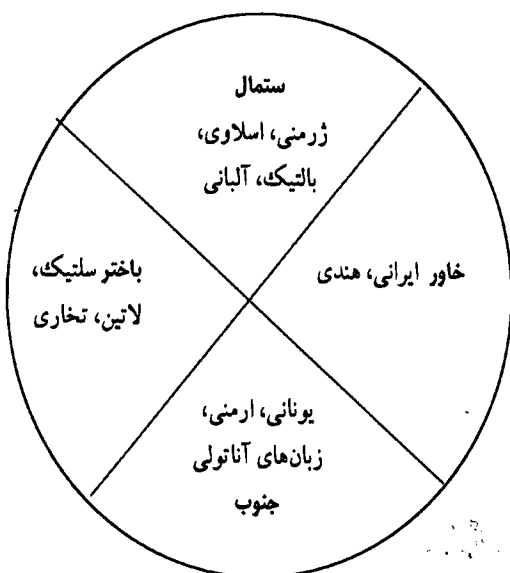 ستمال
ژرمنی، اسلاوی،
بالتیک، آلبانی
خاور ایرانی، هندی
باختر سلتیک،
لاتین، تخاری
یونانی، ارمنی،
زبان‌های آناتولی
جنوب